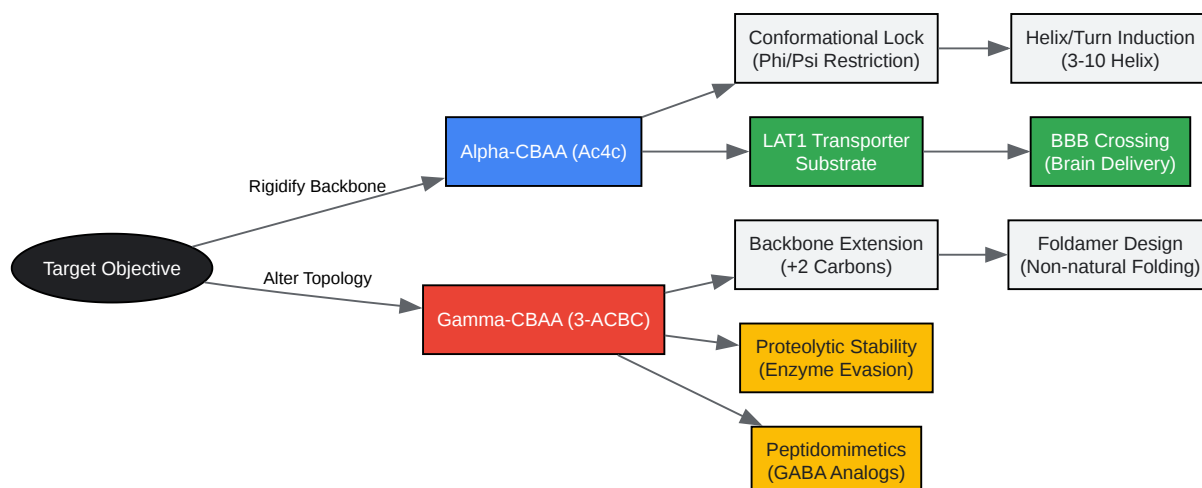 Conformational Lock
(Phi/Psi Restriction)
Helix/Turn Induction
(3-10 Helix)
Alpha-CBAA (Ac4c)
LAT1 Transporter
Substrate
BBB Crossing
(Brain Delivery)
Rigidify Backbone
Target Objective
Alter Topology
Backbone Extension
(+2 Carbons)
Foldamer Design
(Non-natural Folding)
Gamma-CBAA (3-ACBC)
Proteolytic Stability
(Enzyme Evasion)
Peptidomimetics
(GABA Analogs)